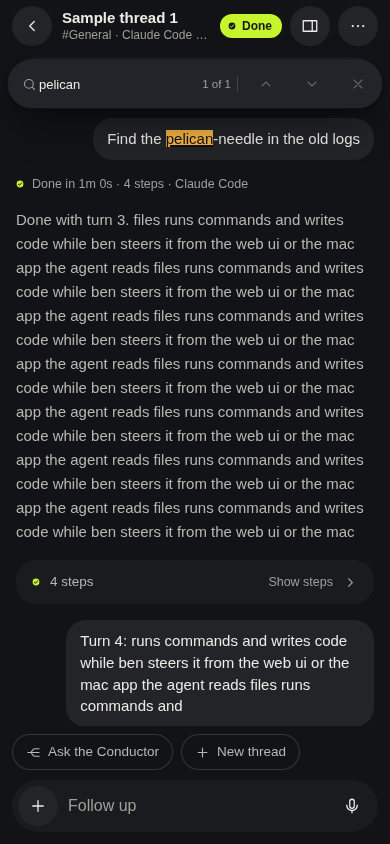 Sample thread 1
#General · Claude Code ...
Done
pelican
1 of 1
Find the pelican-needle in the old logs
Done in 1m 0s · 4 steps · Claude Code
Done with turn 3. files runs commands and writes
code while ben steers it from the web ui or the mac
app the agent reads files runs commands and writes
code while ben steers it from the web ui or the mac
app the agent reads files runs commands and writes
code while ben steers it from the web ui or the mac
app the agent reads files runs commands and writes
code while ben steers it from the web ui or the mac
app the agent reads files runs commands and writes
code while ben steers it from the web ui or the mac
app the agent reads files runs commands and writes
code while ben steers it from the web ui or the mac
app the agent reads files runs commands and writes
code while ben steers it from the web ui or the mac
4 steps
Show steps
Turn 4: runs commands and writes code
while ben steers it from the web ui or the
mac app the agent reads files runs
commands and
Ask the Conductor
New thread
Follow up